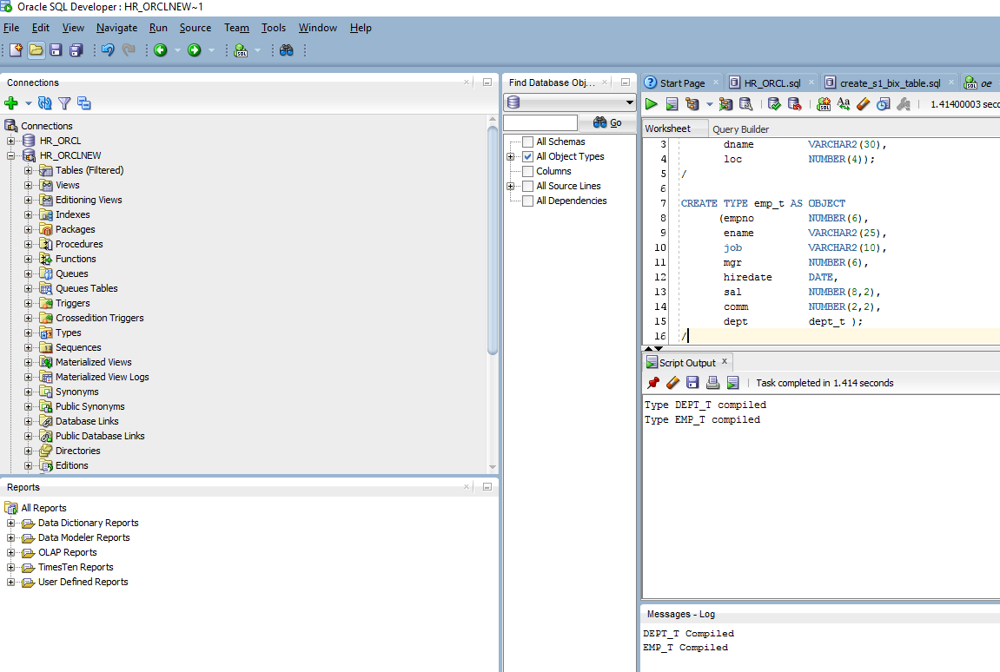 Oracle SQL Developer : HR_ORCLNEW~1
File Edit View Navigate Run Source Team Tools Window Help
Connections
Connections
HR_ORCL
HR_ORCLNEW
Tables (Filtered)
Views
Editioning Views
Indexes
Packages
Procedures
Functions
Queues
Queues Tables
Triggers
Crossedition Triggers
Types
Sequences
Materialized Views
Materialized View Logs
Synonyms
Public Synonyms
Database Links
Public Database Links
Directories
Editions
Reports
All Reports
Data Dictionary Reports
Data Modeler Reports
OLAP Reports
TimesTen Reports
User Defined Reports
Find Database Obj...
Go
All Schemas
All Object Types
Columns
All Source Lines
All Dependencies
Start Page HR_ORCL.sql create_s1_bix_table.sql oe
1.41400003 seco
Worksheet Query Builder
3 dname VARCHAR2(30),
4 loc NUMBER(4));
5 /
6
7 CREATE TYPE emp_t AS OBJECT
8 (empno NUMBER(6),
9 ename VARCHAR2(25),
10 job VARCHAR2(10),
11 mgr NUMBER(6),
12 hiredate DATE,
13 sal NUMBER(8,2),
14 comm NUMBER(2,2),
15 dept dept_t );
16 /
Script Output
Task completed in 1.414 seconds
Type DEPT_T compiled
Type EMP_T compiled
Messages - Log
DEPT_T Compiled
EMP_T Compiled